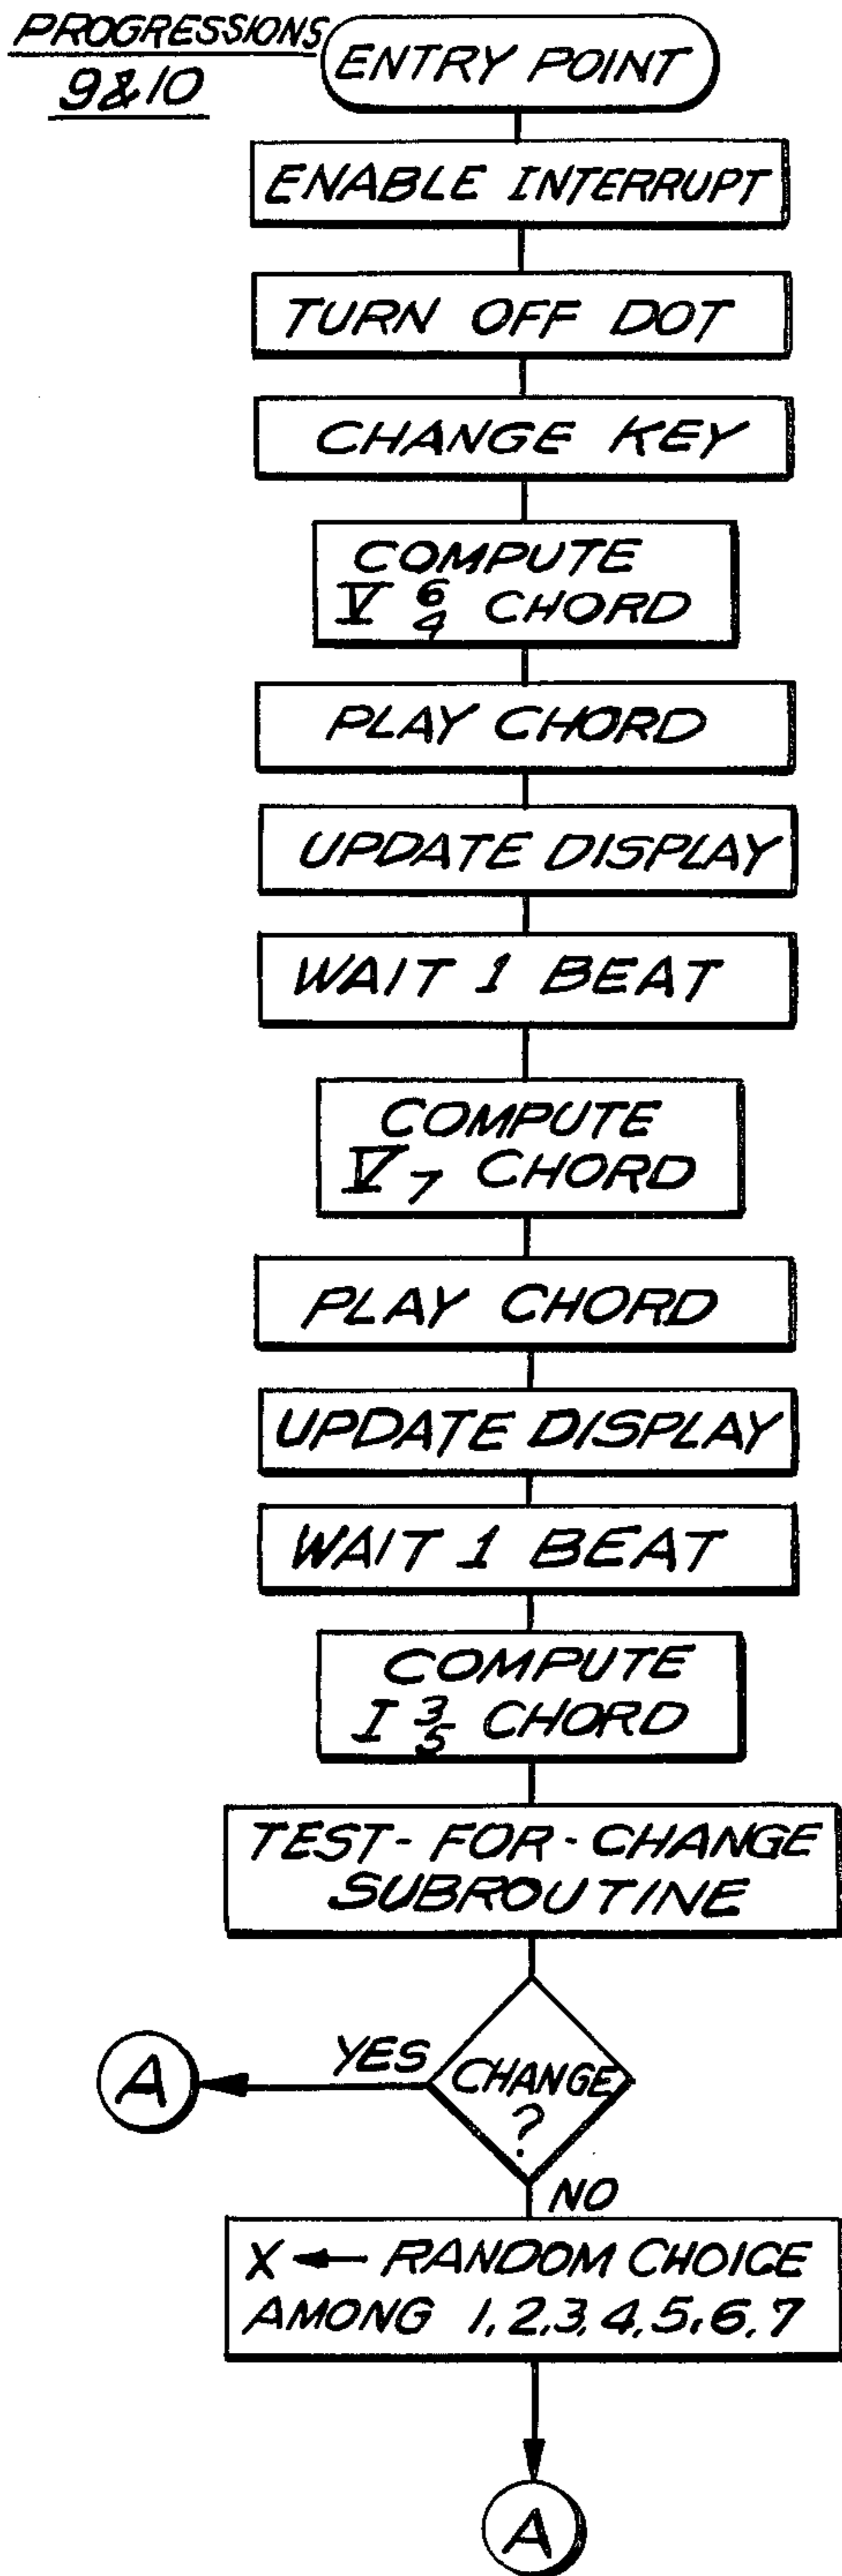 PROGRESSIONS
9&10
ENTRY POINT
ENABLE INTERRUPT
TURN OFF DOT
CHANGE KEY
COMPUTE
V 6/4 CHORD
PLAY CHORD
UPDATE DISPLAY
WAIT 1 BEAT
COMPUTE
V7 CHORD
PLAY CHORD
UPDATE DISPLAY
WAIT 1 BEAT
COMPUTE
I 3/5 CHORD
TEST-FOR-CHANGE
SUBROUTINE
YES
A
CHANGE
?
NO
X ← RANDOM CHOICE
AMONG 1,2,3,4,5,6,7
A